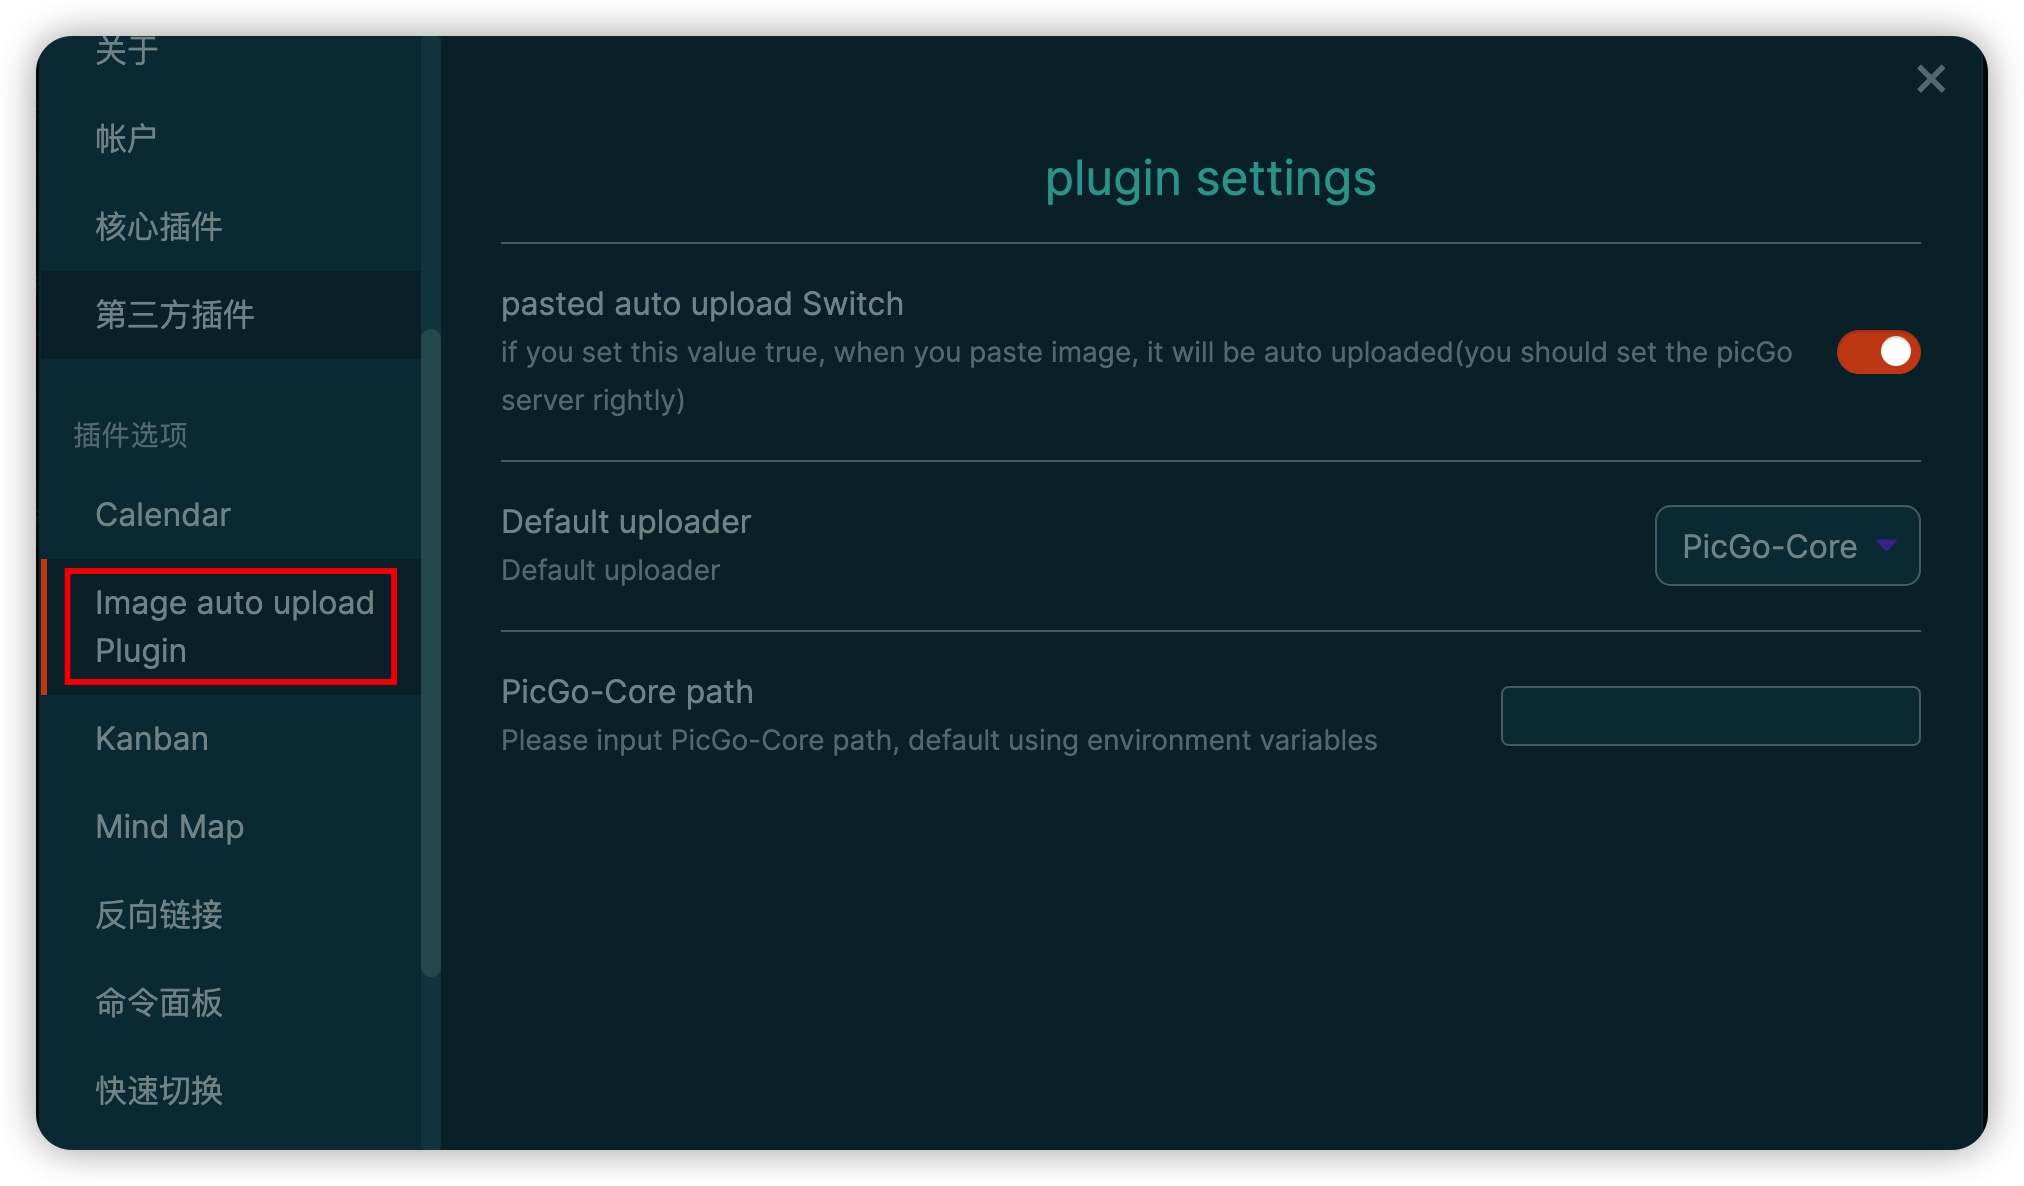 关于
帐户
核心插件
第三方插件
插件选项
Calendar
Image auto upload
Plugin
Kanban
Mind Map
反向链接
命令面板
快速切换
plugin settings
pasted auto upload Switch
if you set this value true, when you paste image, it will be auto uploaded(you should set the picGo
server rightly)
Default uploader
Default uploader
PicGo-Core
PicGo-Core path
Please input PicGo-Core path, default using environment variables